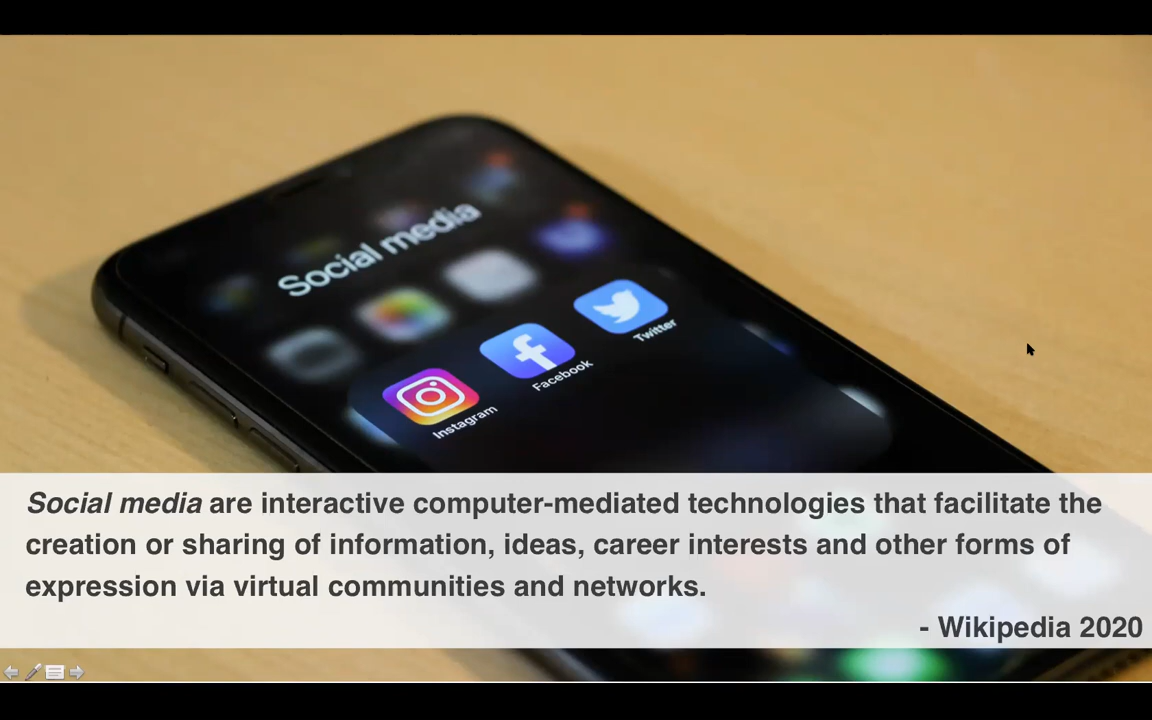 Social media
Instagram
Facebook
Twitter
Social media are interactive computer-mediated technologies that facilitate the
creation or sharing of information, ideas, career interests and other forms of
expression via virtual communities and networks.
- Wikipedia 2020